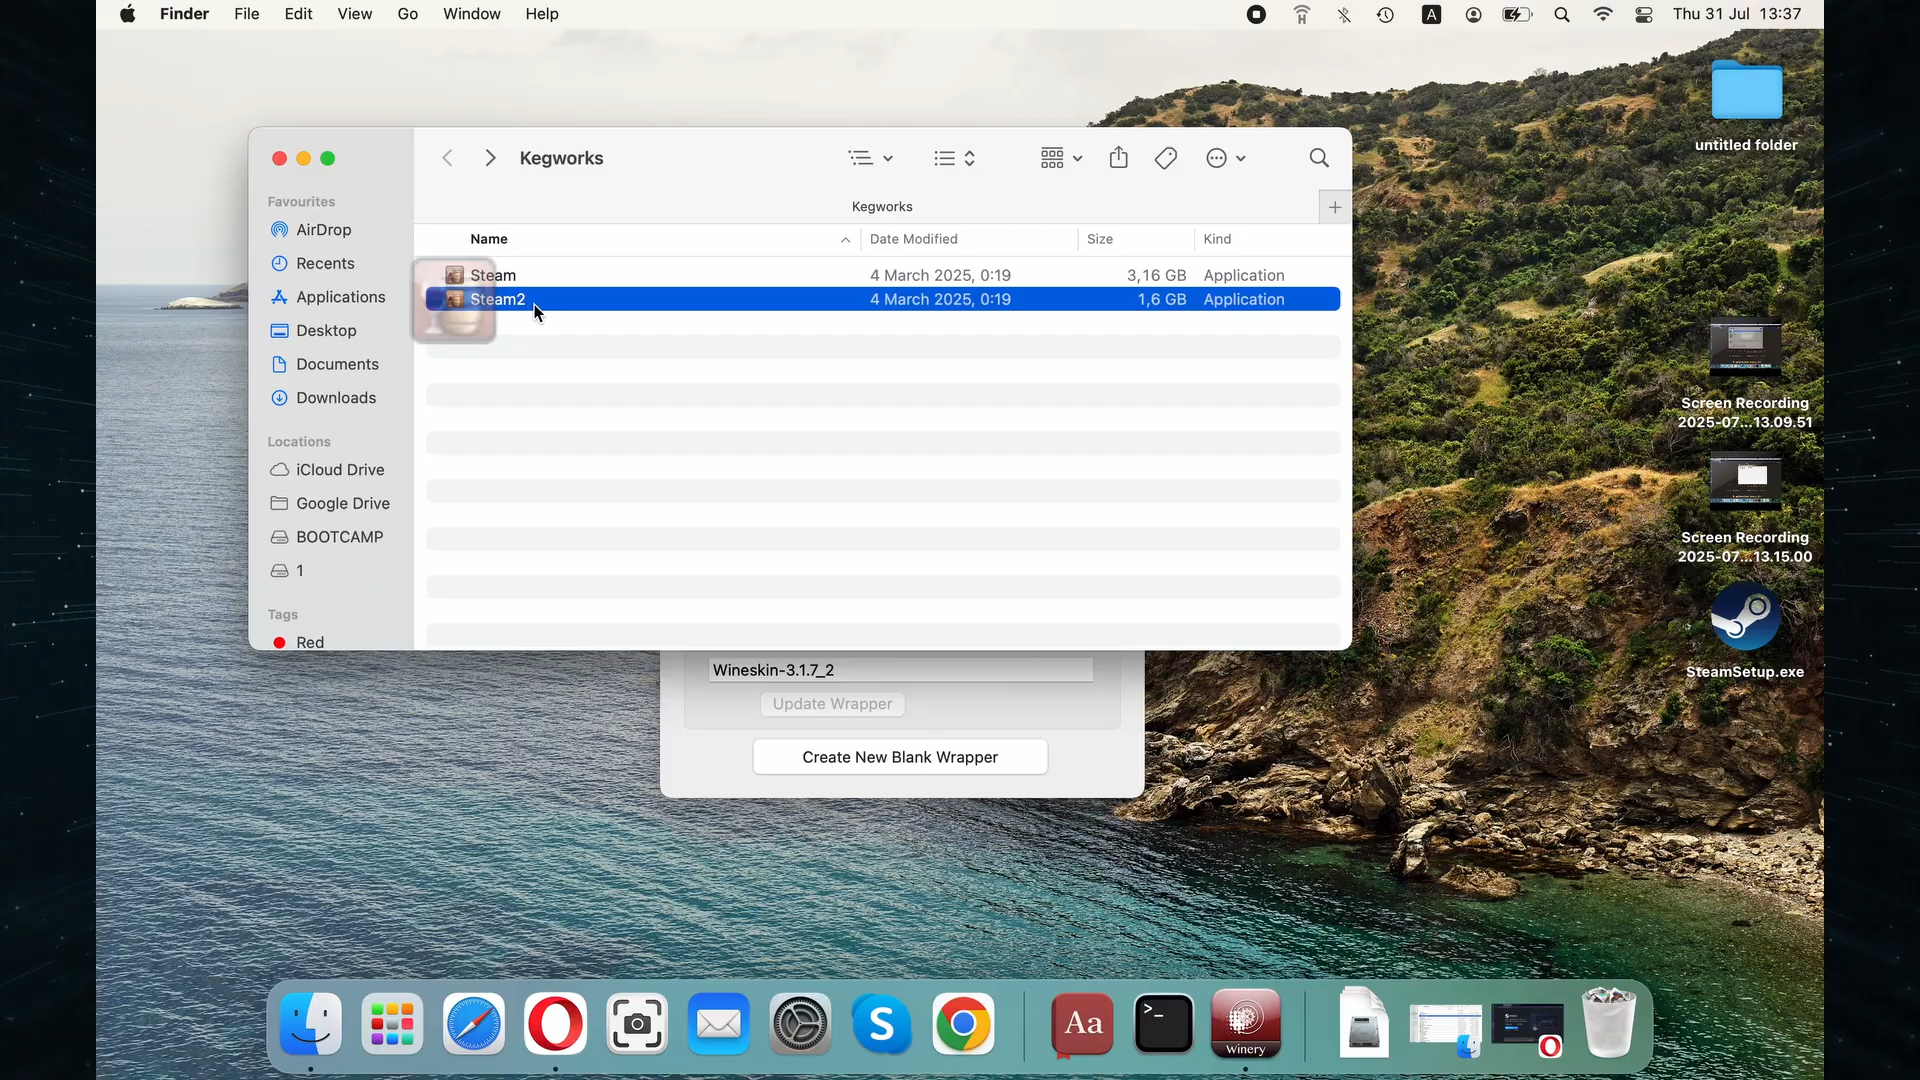 Finder File Edit View Go Window Help
A
Thu 31 Jul 13:37
untitled folder
Kegworks
Favourites
AirDrop
Recents
Applications
Desktop
Documents
Downloads
Locations
iCloud Drive
Google Drive
BOOTCAMP
1
Tags
Red
Kegworks
Name Date Modified Size Kind
Steam 4 March 2025, 0:19 3,16 GB Application
Steam2 4 March 2025, 0:19 1,6 GB Application
Wineskin-3.1.7_2
Update Wrapper
Create New Blank Wrapper
Screen Recording
2025-07...13.09.51
Screen Recording
2025-07...13.15.00
SteamSetup.exe
S
Aa
>_
Winery